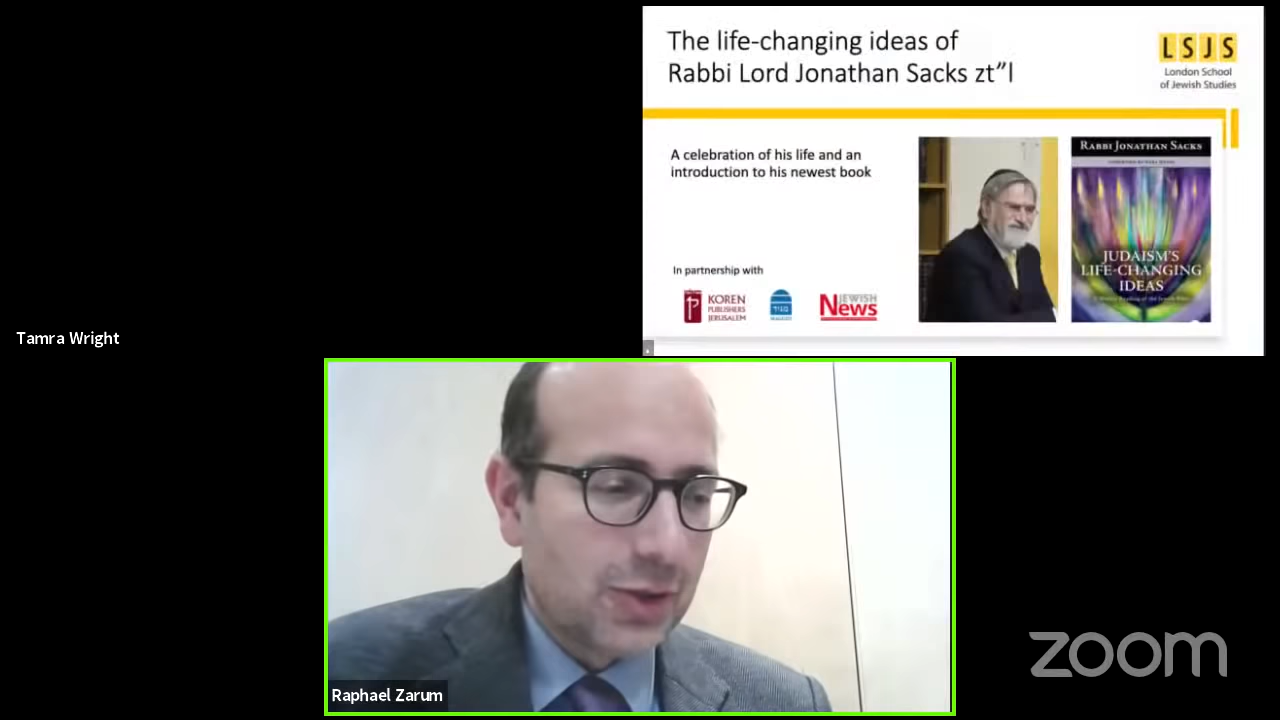 The life-changing ideas of
Rabbi Lord Jonathan Sacks zt”l
LSJS
London School
of Jewish Studies
A celebration of his life and an
introduction to his newest book
In partnership with
KOREN
PUBLISHERS
JERUSALEM
JEWISH
News
RABBI JONATHAN SACKS
JUDAISM'S
LIFE-CHANGING
IDEAS
Tamra Wright
Raphael Zarum
zoom